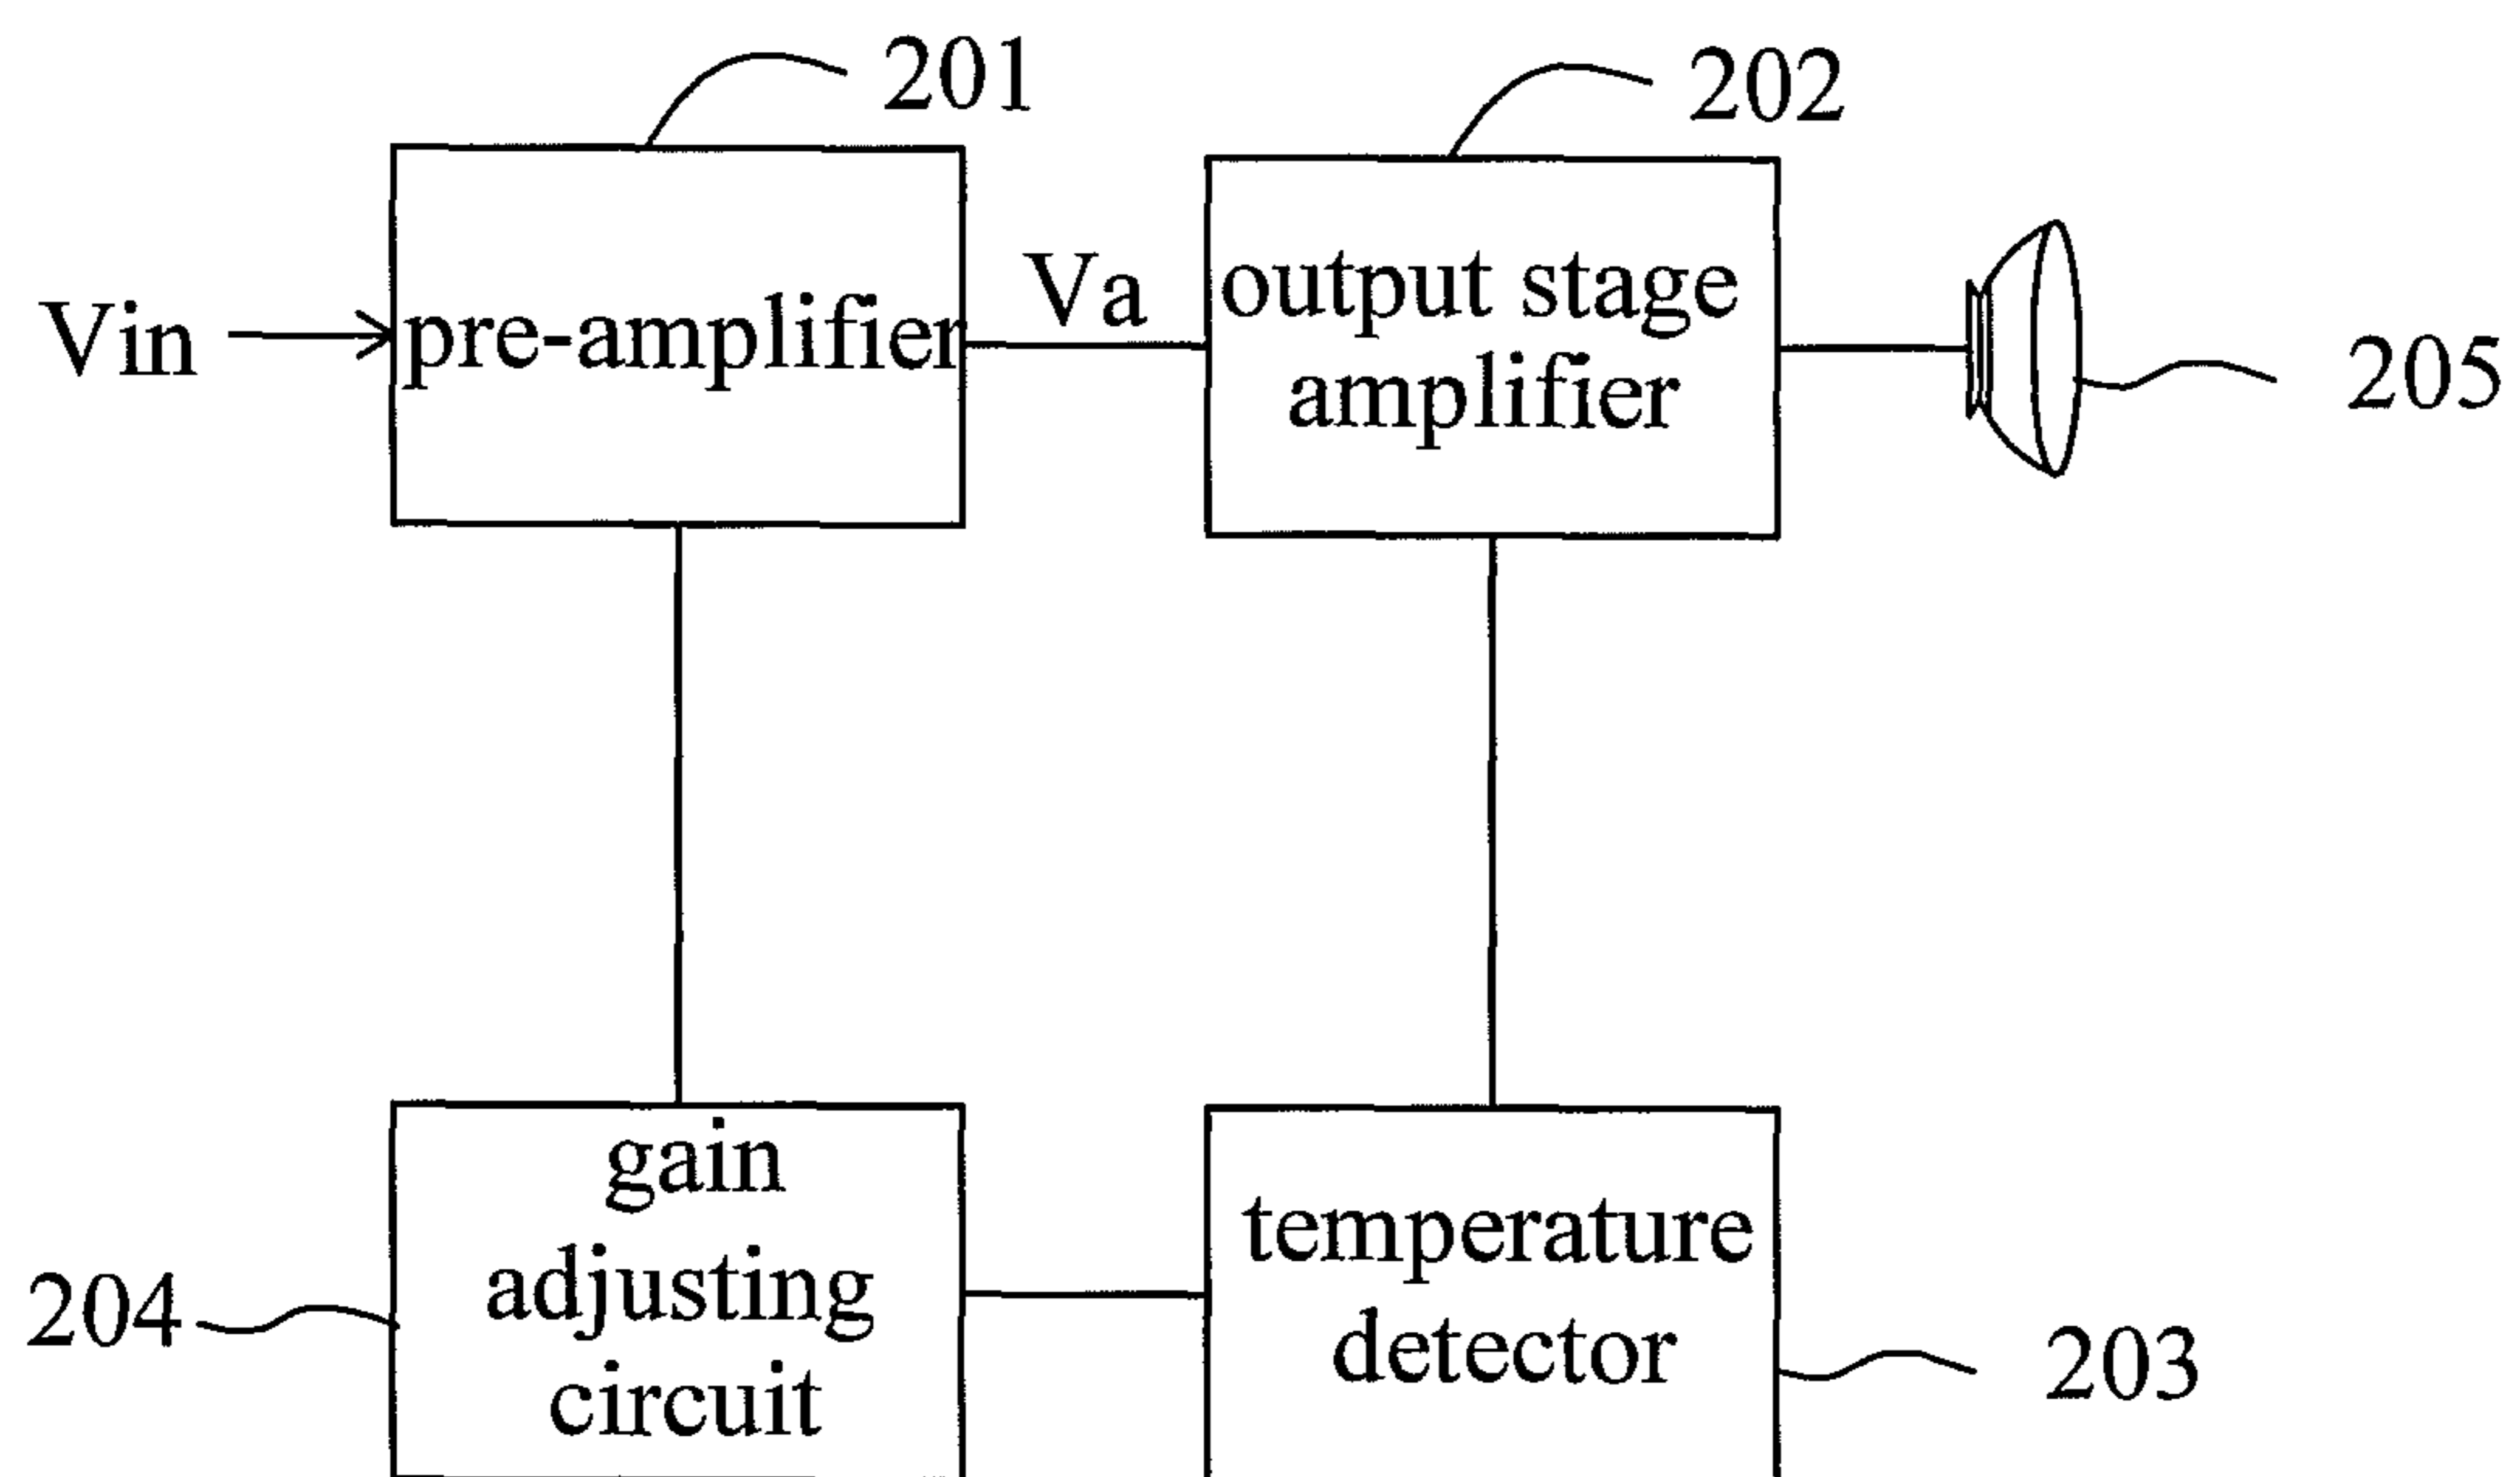 201
202
Vin
pre-amplifier
Va
output stage
amplifier
205
gain
adjusting
circuit
204
temperature
detector
203